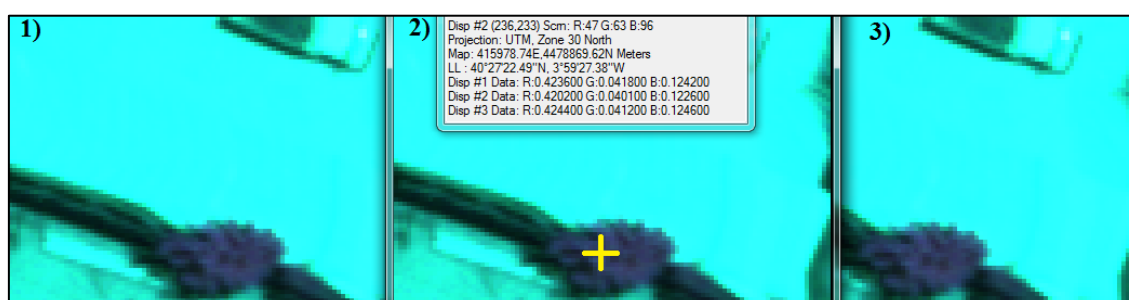 1)
2)
3)
Disp #2 (236,233) Scrn: R:47 G:63 B:96
Projection: UTM, Zone 30 North
Map: 415978.74E,4478869.62N Meters
LL : 40°27'22.49"N, 3°59'27.38"W
Disp #1 Data: R:0.423600 G:0.041800 B:0.124200
Disp #2 Data: R:0.420200 G:0.040100 B:0.122600
Disp #3 Data: R:0.424400 G:0.041200 B:0.124600